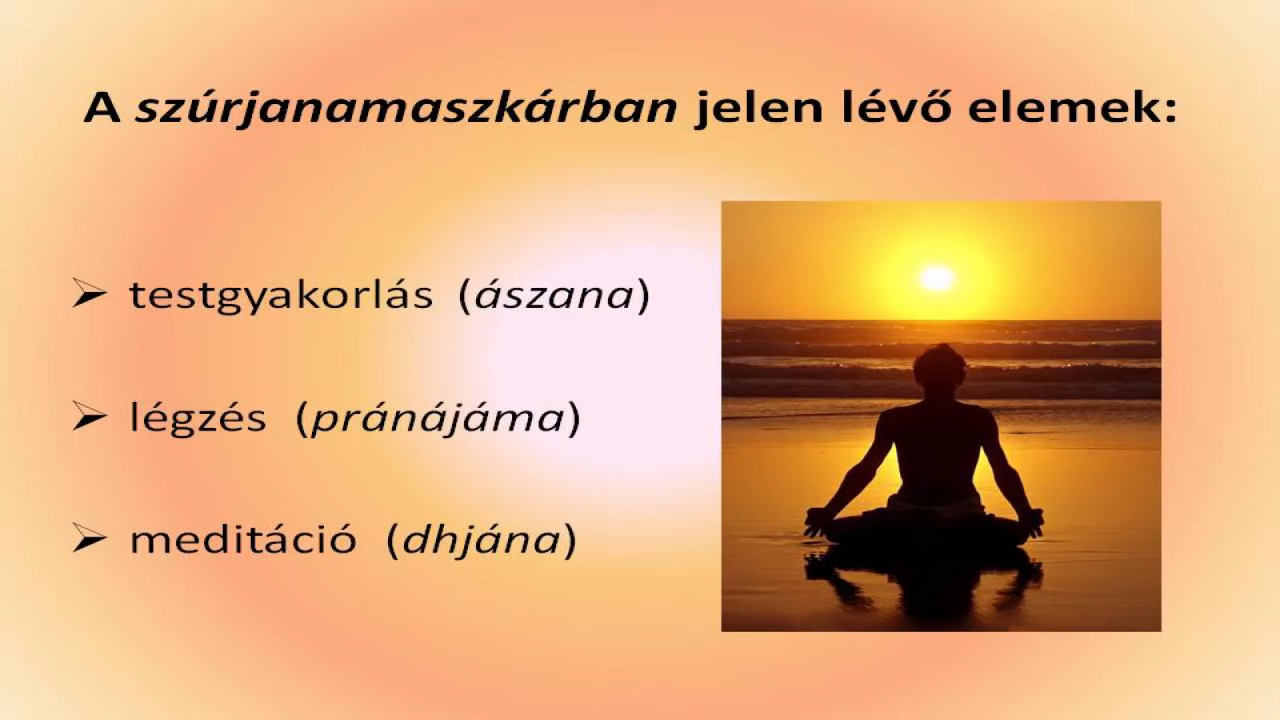 A szúrjanamaszkárban jelen lévő elemek:
➢ testgyakorlás (ászana)
➢ légzés (pránájáma)
➢ meditáció (dhjána)